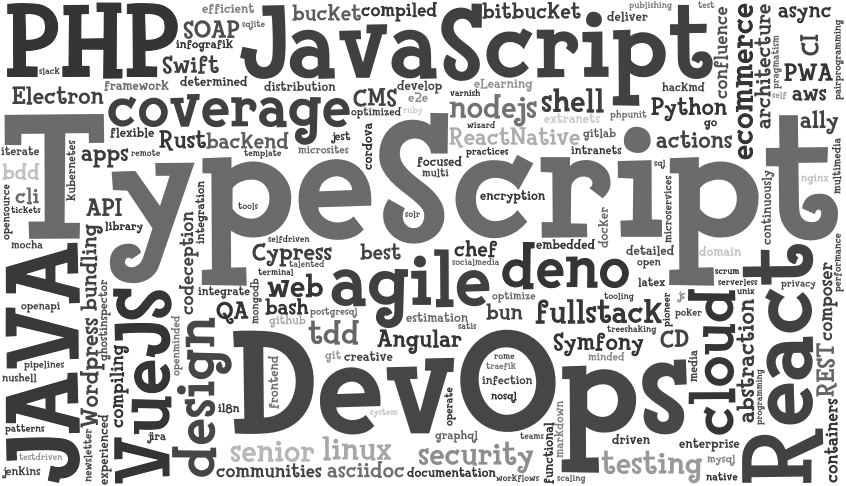 PHP
JavaScript
efficient
SOAP
sqlite
infografik
bucket
compiled
bitbucket
deliver
publishing
test
confluence
ecommerce
architecture
async
CI
pragmatism
pairprogramming
PWA
aws
self
ally
slack
Swift
determined
framework
distribution
Electron
coverage
CMS
optimized
develop
e2e
ruby
varnish
eLearning
nodejs
wizard
shell
extranets
phpunit
hackmd
Python
go
flexible
Rust
backend
jest
cordova
ReactNative
gitlab
actions
iterate
kubernetes
apps
remote
template
microsites
practices
intranets
sql
TypeScript
focused
multi
bdd
cli
opensource
tickets
API
library
tools
solr
encryption
microservices
continuously
nginx
multimedia
integration
codeception
docker
mocha
selfdriven
Cypress
talented
terminal
best
chef
socialmedia
embedded
deno
detailed
open
domain
performance
JAVA
bundling
Wordpress
ghostinspector
openapi
integrate
mongodb
web
agile
optimize
latex
scrum
serverless
unix
privacy
React
composer
QA
bash
github
postgresql
estimation
satis
bun
fullstack
tooling
treeshaking
pioneer
js
poker
cloud
tdd
Angular
Symfony
CD
minded
git
creative
VueJS
compiling
openminded
design
pipelines
nushell
DevOps
rome
traefik
infection
nosql
frontend
media
abstraction
programming
REST
containers
i18n
system
operate
patterns
jira
newsletter
experienced
testdriven
jenkins
senior
linux
graphql
teams
security
functional
markdown
driven
enterprise
testing
mysql
native
communities
asciidoc
documentation
workflows
scaling